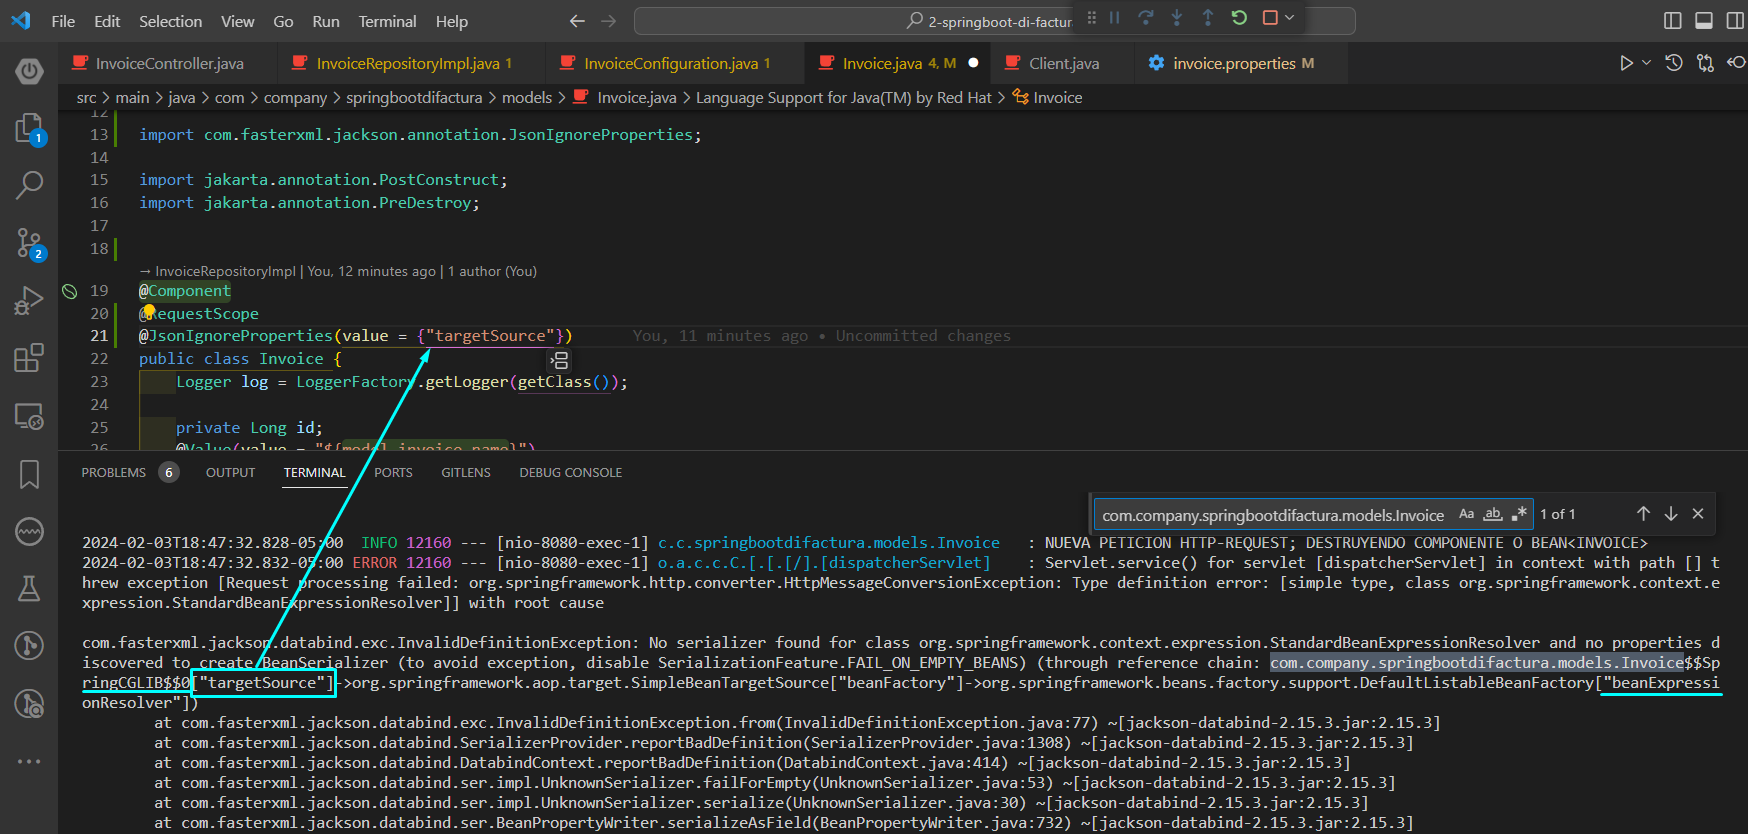 File Edit Selection View Go Run Terminal Help
2-springboot-di-factura
InvoiceController.java InvoiceRepositoryImpl.java 1 InvoiceConfiguration.java 1 Invoice.java 4, M Client.java invoice.properties M
src > main > java > com > company > springbootdifactura > models > Invoice.java > Language Support for Java(TM) by Red Hat > Invoice
12
13 import com.fasterxml.jackson.annotation.JsonIgnoreProperties;
14
15 import jakarta.annotation.PostConstruct;
16 import jakarta.annotation.PreDestroy;
17
18
→ InvoiceRepositoryImpl | You, 12 minutes ago | 1 author (You)
19 @Component
20 @RequestScope
21 @JsonIgnoreProperties(value = {"targetSource"}) You, 11 minutes ago • Uncommitted changes
22 public class Invoice {
23 Logger log = LoggerFactory.getLogger(getClass());
24
25 private Long id;
26 @Value(value = "${model.invoice.name}")
PROBLEMS 6 OUTPUT TERMINAL PORTS GITLENS DEBUG CONSOLE
com.company.springbootdifactura.models.Invoice Aa ab .* 1 of 1
2024-02-03T18:47:32.828-05:00 INFO 12160 --- [nio-8080-exec-1] c.c.springbootdifactura.models.Invoice : NUEVA PETICION HTTP-REQUEST; DESTRUYENDO COMPONENTE O BEAN<INVOICE>
2024-02-03T18:47:32.832-05:00 ERROR 12160 --- [nio-8080-exec-1] o.a.c.c.C.[.[.[/].[dispatcherServlet] : Servlet.service() for servlet [dispatcherServlet] in context with path [] t
hrew exception [Request processing failed: org.springframework.http.converter.HttpMessageConversionException: Type definition error: [simple type, class org.springframework.context.e
xpression.StandardBeanExpressionResolver]] with root cause
com.fasterxml.jackson.databind.exc.InvalidDefinitionException: No serializer found for class org.springframework.context.expression.StandardBeanExpressionResolver and no properties d
iscovered to create BeanSerializer (to avoid exception, disable SerializationFeature.FAIL_ON_EMPTY_BEANS) (through reference chain: com.company.springbootdifactura.models.Invoice$$Sp
ringCGLIB$$0["targetSource"]->org.springframework.aop.target.SimpleBeanTargetSource["beanFactory"]->org.springframework.beans.factory.support.DefaultListableBeanFactory["beanExpressi
onResolver"])
at com.fasterxml.jackson.databind.exc.InvalidDefinitionException.from(InvalidDefinitionException.java:77) ~[jackson-databind-2.15.3.jar:2.15.3]
at com.fasterxml.jackson.databind.SerializerProvider.reportBadDefinition(SerializerProvider.java:1308) ~[jackson-databind-2.15.3.jar:2.15.3]
at com.fasterxml.jackson.databind.DatabindContext.reportBadDefinition(DatabindContext.java:414) ~[jackson-databind-2.15.3.jar:2.15.3]
at com.fasterxml.jackson.databind.ser.impl.UnknownSerializer.failForEmpty(UnknownSerializer.java:53) ~[jackson-databind-2.15.3.jar:2.15.3]
at com.fasterxml.jackson.databind.ser.impl.UnknownSerializer.serialize(UnknownSerializer.java:30) ~[jackson-databind-2.15.3.jar:2.15.3]
at com.fasterxml.jackson.databind.ser.BeanPropertyWriter.serializeAsField(BeanPropertyWriter.java:732) ~[jackson-databind-2.15.3.jar:2.15.3]
1
2